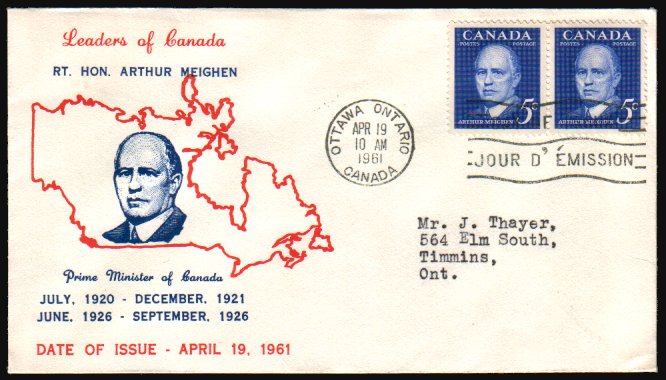 Leaders of Canada
RT. HON. ARTHUR MEIGHEN
Prime Minister of Canada
JULY, 1920 - DECEMBER, 1921
JUNE, 1926 - SEPTEMBER, 1926
DATE OF ISSUE - APRIL 19, 1961
OTTAWA ONTARIO
APR 19
10 AM
1961
CANADA
CANADA
POSTES POSTAGE
ARTHUR MEIGHEN 5c
CANADA
POSTES POSTAGE
ARTHUR MEIGHEN 5c
JOUR D'ÉMISSION
Mr. J. Thayer,
564 Elm South,
Timmins,
Ont.